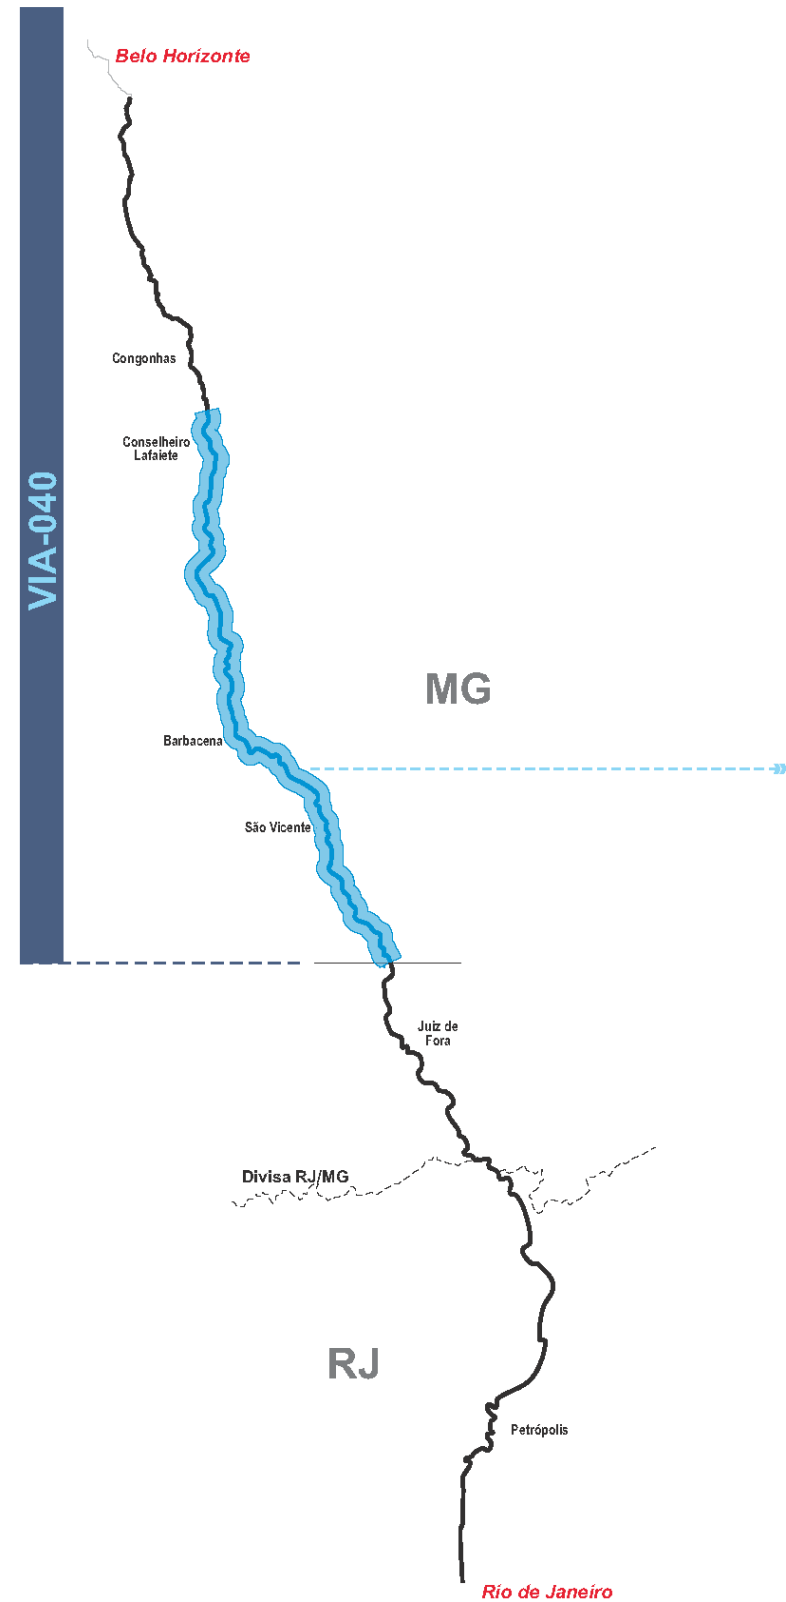 Belo Horizonte
Congonhas
Conselheiro
Lafaiete
VIA-040
MG
Barbacena
São Vicente
Juiz de
Fora
Divisa RJ/MG
RJ
Petrópolis
Rio de Janeiro